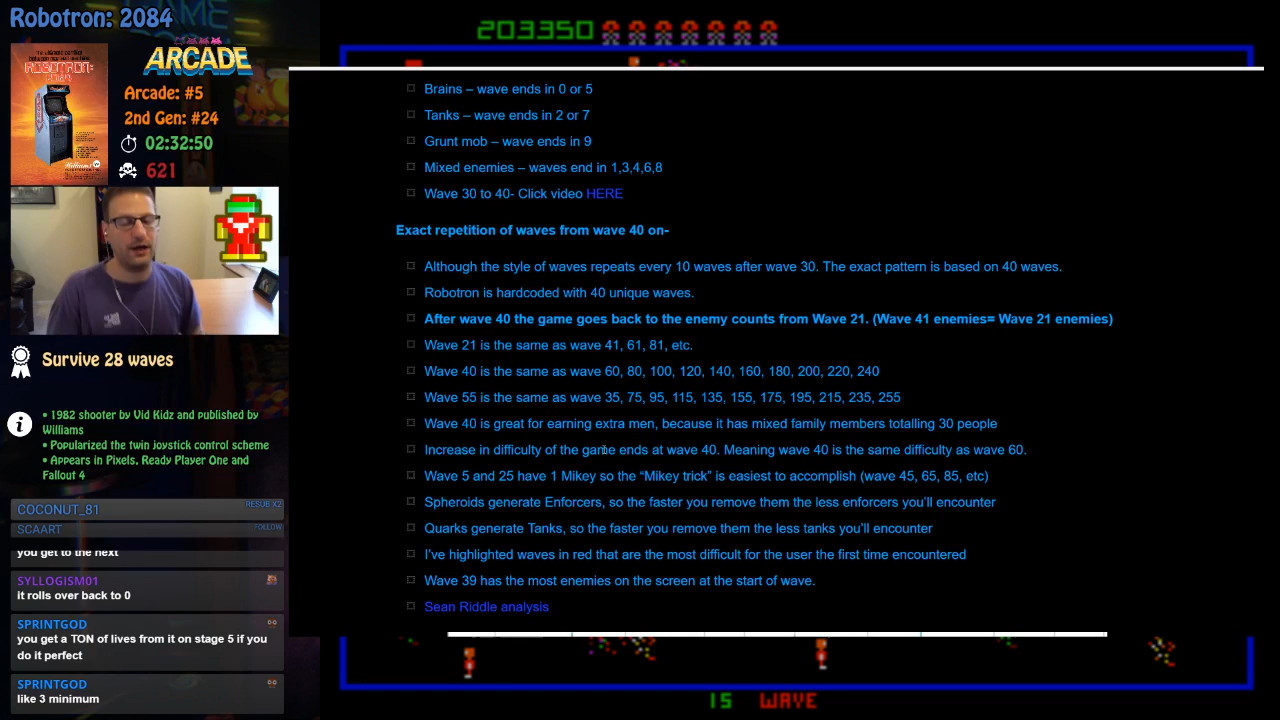 Robotron: 2084
ARCADE
Arcade: #5
2nd Gen: #24
02:32:50
621
Survive 28 waves
• 1982 shooter by Vid Kidz and published by
Williams
• Popularized the twin joystick control scheme
• Appears in Pixels, Ready Player One and
Fallout 4
COCONUT_81 RESUB X2
SCAART FOLLOW
you get to the next
SYLLOGISM01
it rolls over back to 0
SPRINTGOD
you get a TON of lives from it on stage 5 if you
do it perfect
SPRINTGOD
like 3 minimum
203350
Brains – wave ends in 0 or 5
Tanks – wave ends in 2 or 7
Grunt mob – wave ends in 9
Mixed enemies – waves end in 1,3,4,6,8
Wave 30 to 40- Click video HERE
Exact repetition of waves from wave 40 on-
Although the style of waves repeats every 10 waves after wave 30. The exact pattern is based on 40 waves.
Robotron is hardcoded with 40 unique waves.
After wave 40 the game goes back to the enemy counts from Wave 21. (Wave 41 enemies= Wave 21 enemies)
Wave 21 is the same as wave 41, 61, 81, etc.
Wave 40 is the same as wave 60, 80, 100, 120, 140, 160, 180, 200, 220, 240
Wave 55 is the same as wave 35, 75, 95, 115, 135, 155, 175, 195, 215, 235, 255
Wave 40 is great for earning extra men, because it has mixed family members totalling 30 people
Increase in difficulty of the game ends at wave 40. Meaning wave 40 is the same difficulty as wave 60.
Wave 5 and 25 have 1 Mikey so the “Mikey trick” is easiest to accomplish (wave 45, 65, 85, etc)
Spheroids generate Enforcers, so the faster you remove them the less enforcers you’ll encounter
Quarks generate Tanks, so the faster you remove them the less tanks you’ll encounter
I’ve highlighted waves in red that are the most difficult for the user the first time encountered
Wave 39 has the most enemies on the screen at the start of wave.
Sean Riddle analysis
15 WAVE